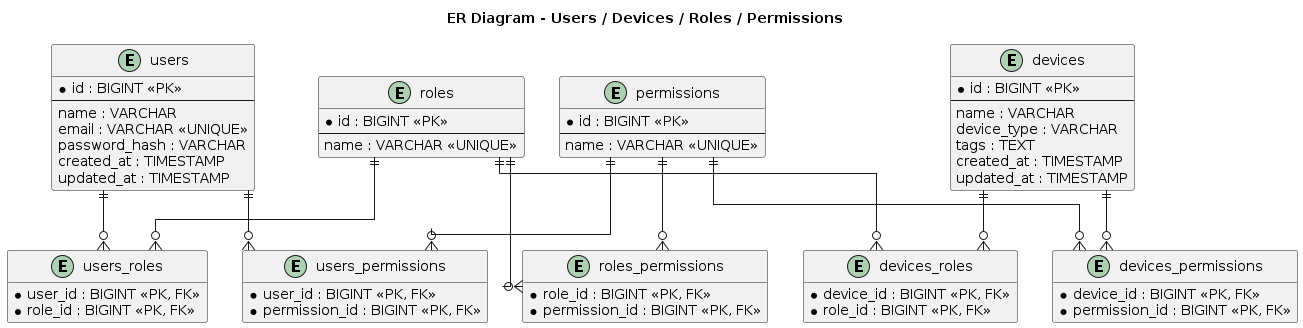 ER Diagram - Users / Devices / Roles / Permissions
E users
* id : BIGINT «PK»
name : VARCHAR
email : VARCHAR «UNIQUE»
password_hash : VARCHAR
created_at : TIMESTAMP
updated_at : TIMESTAMP
E roles
* id : BIGINT «PK»
name : VARCHAR «UNIQUE»
E permissions
* id : BIGINT «PK»
name : VARCHAR «UNIQUE»
E devices
* id : BIGINT «PK»
name : VARCHAR
device_type : VARCHAR
tags : TEXT
created_at : TIMESTAMP
updated_at : TIMESTAMP
E users_roles
* user_id : BIGINT «PK, FK»
* role_id : BIGINT «PK, FK»
E users_permissions
* user_id : BIGINT «PK, FK»
* permission_id : BIGINT «PK, FK»
E roles_permissions
* role_id : BIGINT «PK, FK»
* permission_id : BIGINT «PK, FK»
E devices_roles
* device_id : BIGINT «PK, FK»
* role_id : BIGINT «PK, FK»
E devices_permissions
* device_id : BIGINT «PK, FK»
* permission_id : BIGINT «PK, FK»